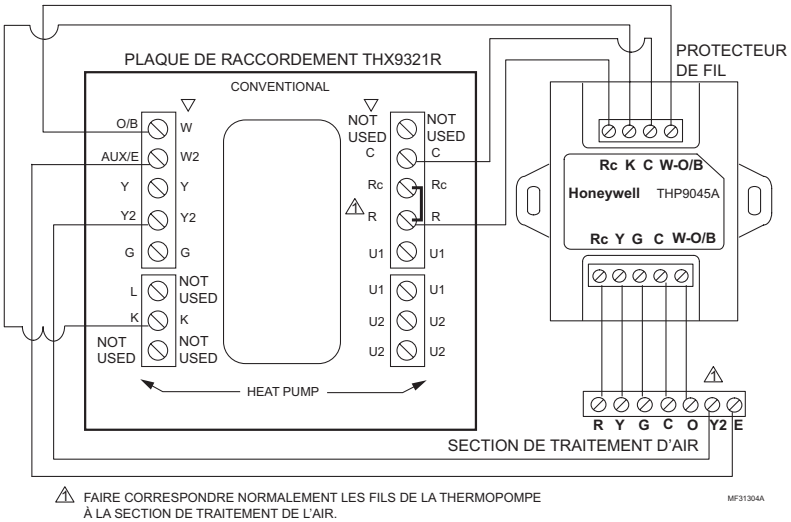 PLAQUE DE RACCORDEMENT THX9321R
PROTECTEUR
DE FIL
CONVENTIONAL
O/B W
NOT
USED
NOT
USED
AUX/E W2
C C
Y Y
Rc Rc
Y2 Y2
1 R R
G G
U1 U1
L NOT
USED
U1 U1
K K
U2 U2
NOT
USED
NOT
USED
U2 U2
HEAT PUMP
Rc K C W-O/B
Honeywell THP9045A
Rc Y G C W-O/B
1
R Y G C O Y2 E
SECTION DE TRAITEMENT D’AIR
1 FAIRE CORRESPONDRE NORMALEMENT LES FILS DE LA THERMOPOMPE
À LA SECTION DE TRAITEMENT DE L’AIR.
MF31304A